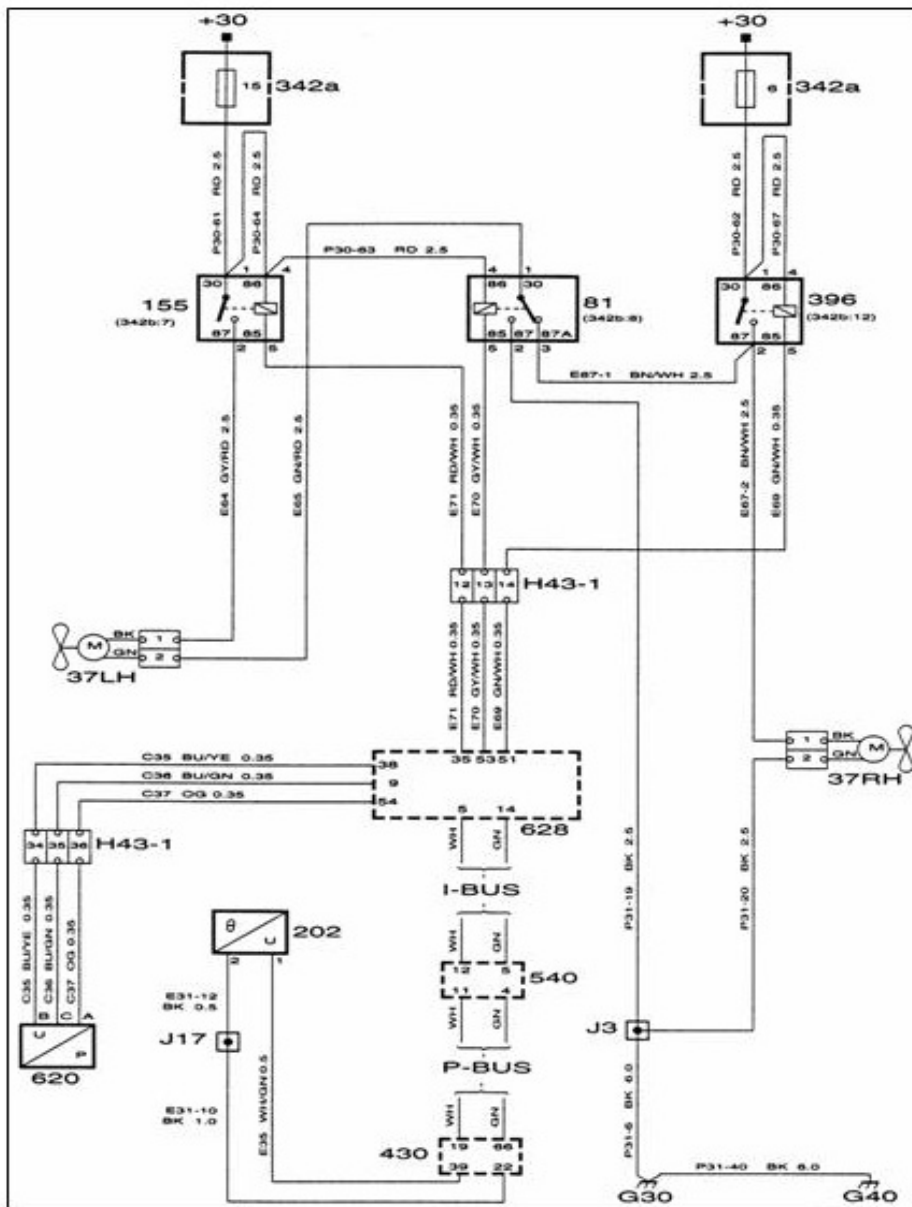 +30
+30
15
342a
6
342a
P30-61 RD 2.5
P30-64 RD 2.5
P30-62 RD 2.5
P30-67 RD 2.5
P30-63 RD 2.5
1
4
30
86
155
(342b:7)
87
85
2
5
4
1
86
30
81
(342b:8)
85
87
87A
5
2
3
1
4
30
86
396
(342b:12)
87
85
2
5
E67-1 BN/WH 2.5
E64 GY/RD 2.5
E65 GN/RD 2.5
E71 RD/WH 0.35
E70 GY/WH 0.35
E67-2 BN/WH 2.5
E69 GN/WH 0.35
12
13
14
H43-1
M
BK
GN
1
2
37LH
E71 RD/WH 0.35
E70 GY/WH 0.35
E69 GN/WH 0.35
1
2
BK
GN
M
37RH
C35 BU/YE 0.35
C36 BU/GN 0.35
C37 OG 0.35
38
9
54
35
53
51
5
14
628
34
35
36
H43-1
WH
GN
I-BUS
P31-19 BK 2.5
P31-20 BK 2.5
C35 BU/YE 0.35
C36 BU/GN 0.35
C37 OG 0.35
θ
U
202
2
1
WH
GN
12
5
540
11
4
E31-12
BK 0.5
J17
J3
B
C
A
U
P
620
WH
GN
P-BUS
E31-10
BK 1.0
E35 WH/GN 0.5
WH
GN
P31-6 BK 6.0
430
19
66
39
22
P31-40 BK 6.0
G30
G40